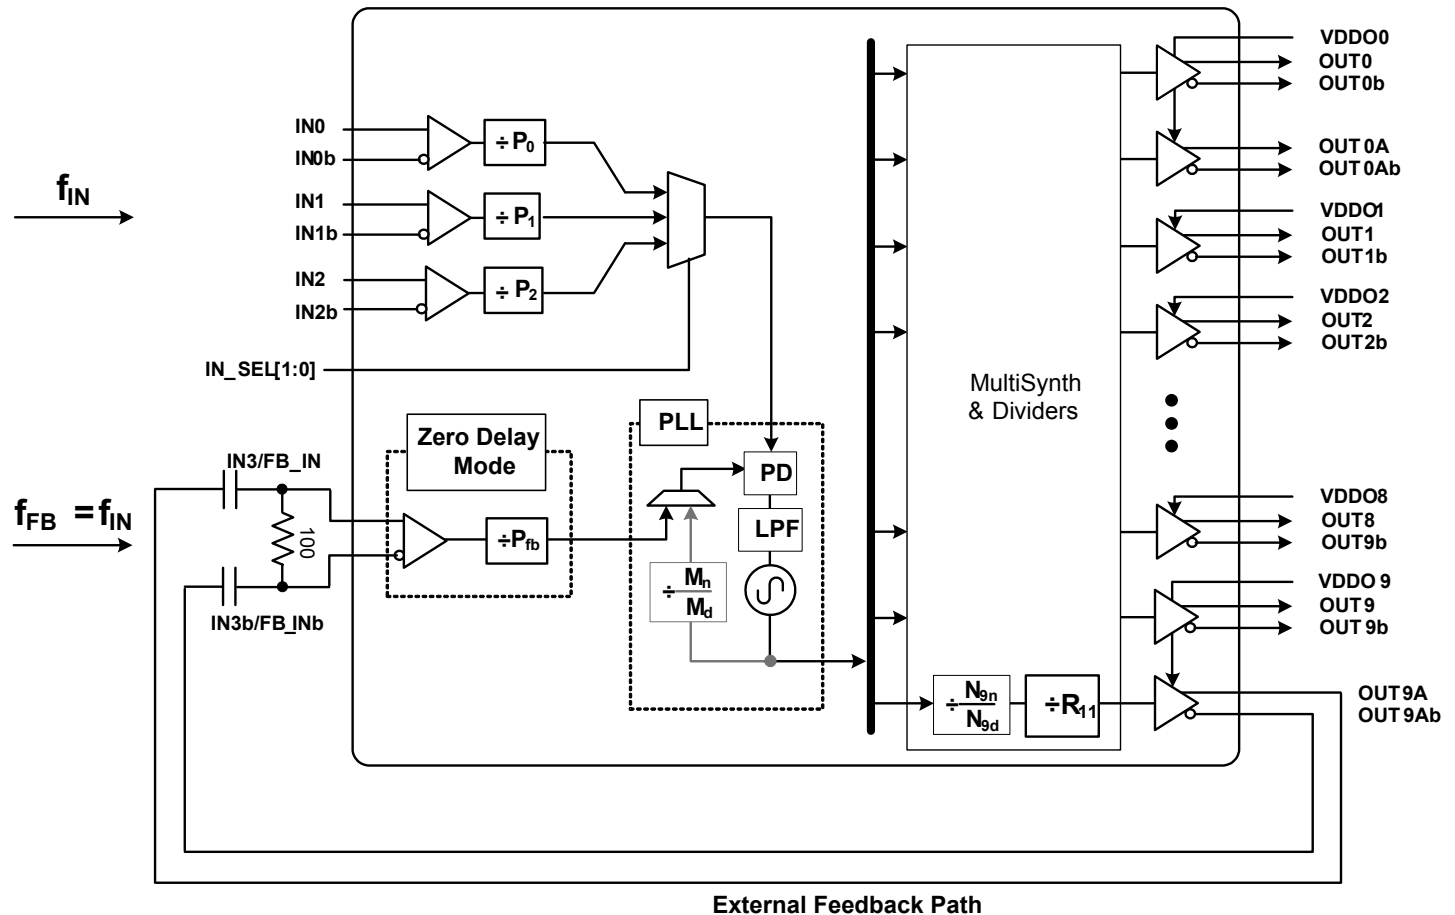 VDDO0
OUT0
OUT0b
IN0
IN0b
÷ P0
OUT0A
OUT0Ab
fIN
IN1
IN1b
÷ P1
VDDO1
OUT1
OUT1b
IN2
IN2b
÷ P2
VDDO2
OUT2
OUT2b
IN_SEL[1:0]
MultiSynth
& Dividers
PLL
Zero Delay
Mode
IN3/FB_IN
PD
fFB = fIN
100
÷Pfb
LPF
VDDO8
OUT8
OUT9b
÷ Mn
Md
IN3b/FB_INb
VDDO 9
OUT 9
OUT 9b
÷ N9n
N9d
÷R11
OUT9A
OUT9Ab
External Feedback Path